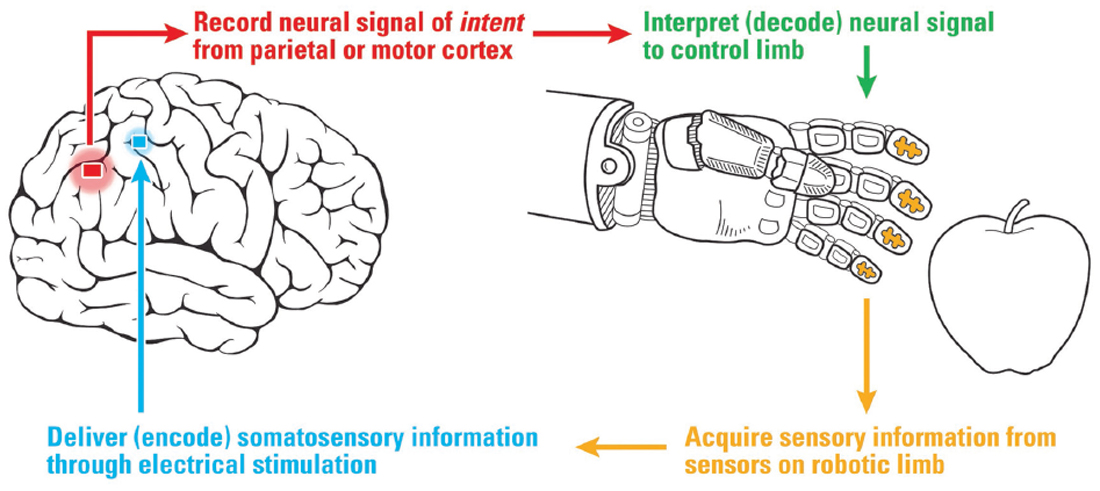 Record neural signal of intent
from parietal or motor cortex
Interpret (decode) neural signal
to control limb
Deliver (encode) somatosensory information
through electrical stimulation
Acquire sensory information from
sensors on robotic limb